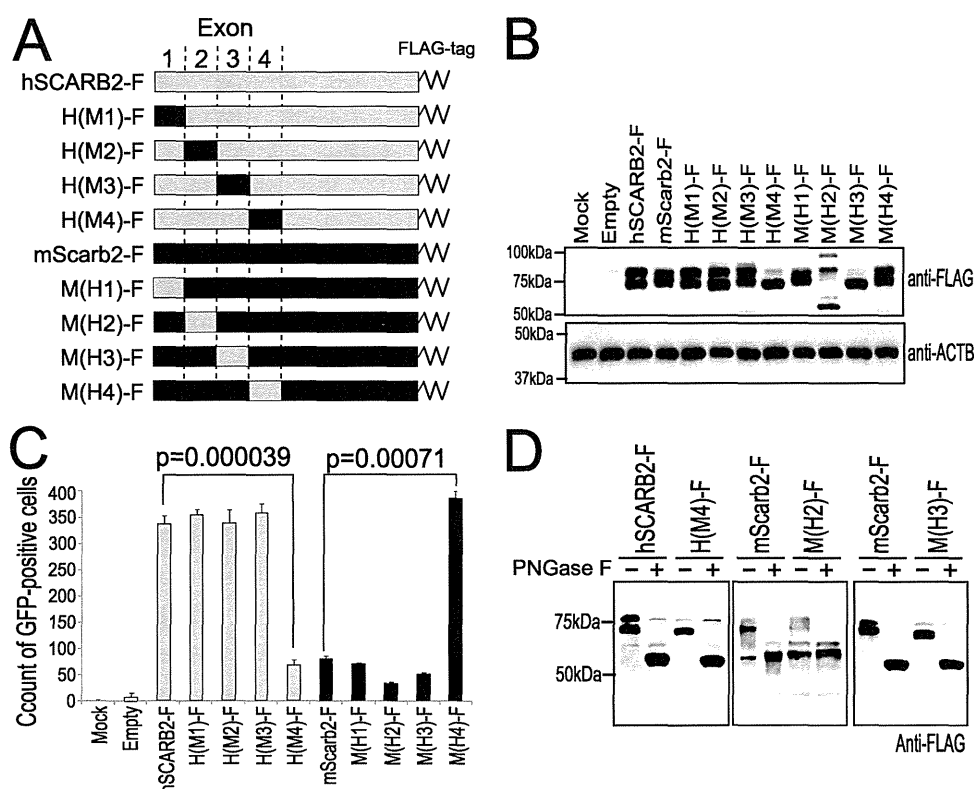 A
Exon
1 2 3 4
FLAG-tag
hSCARB2-F
H(M1)-F
H(M2)-F
H(M3)-F
H(M4)-F
mScarb2-F
M(H1)-F
M(H2)-F
M(H3)-F
M(H4)-F
B
Mock
Empty
hSCARB2-F
mScarb2-F
H(M1)-F
H(M2)-F
H(M3)-F
H(M4)-F
M(H1)-F
M(H2)-F
M(H3)-F
M(H4)-F
100kDa
75kDa
50kDa
anti-FLAG
50kDa
37kDa
anti-ACTB
C
p=0.000039
p=0.00071
Ccount of GFP-positive cells
400
350
300
250
200
150
100
50
0
Mock
Empty
hSCARB2-F
H(M1)-F
H(M2)-F
H(M3)-F
H(M4)-F
mScarb2-F
M(H1)-F
M(H2)-F
M(H3)-F
M(H4)-F
D
hSCARB2-F
H(M4)-F
mScarb2-F
M(H2)-F
mScarb2-F
M(H3)-F
PNGase F − + − + − + − + − + − +
75kDa
50kDa
Anti-FLAG